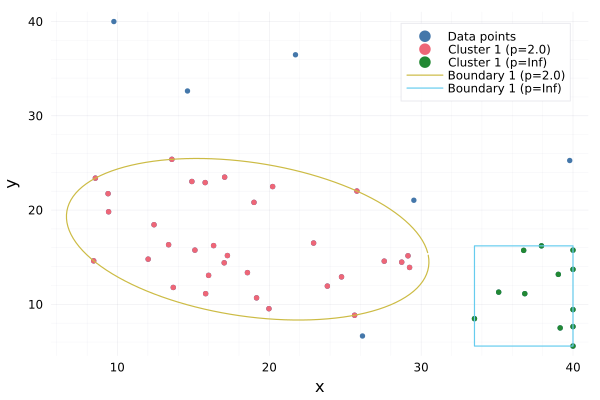 40
30
20
10
y
10
20
30
40
x
Data points
Cluster 1 (p=2.0)
Cluster 1 (p=Inf)
Boundary 1 (p=2.0)
Boundary 1 (p=Inf)